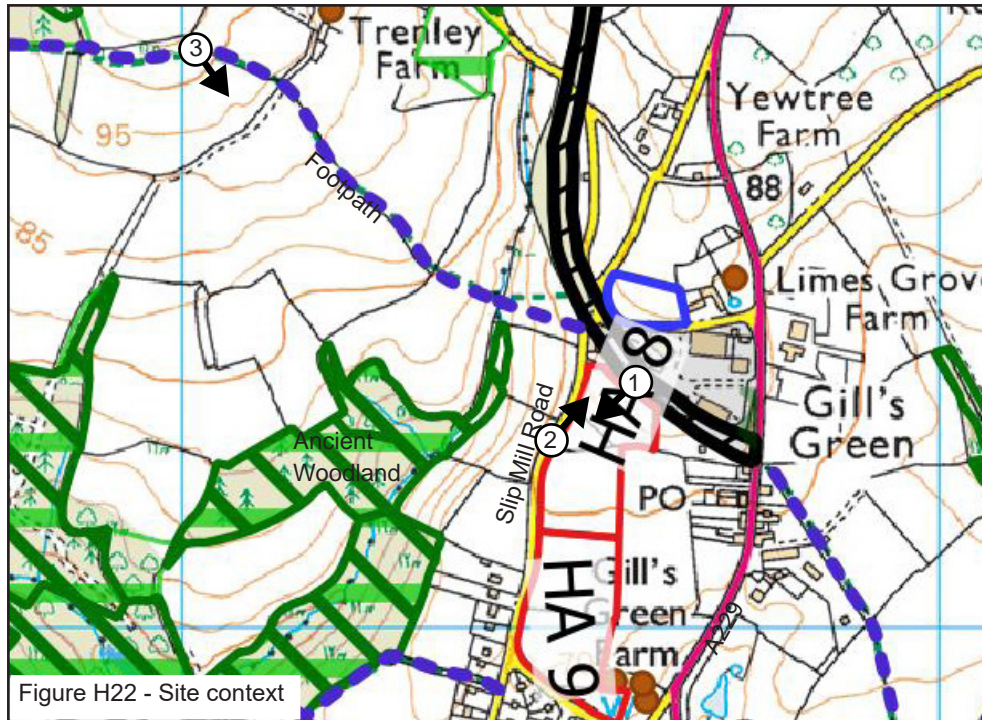 3
Trenley
Farm
Yewtree
Farm
95
88
Footpath
85
Limes Grove
Farm
HA 8
1
2
Slip Mill Road
Gill's
Green
Ancient
Woodland
PO
Gill's
Green
Farm
HA 9
A229
Figure H22 - Site context